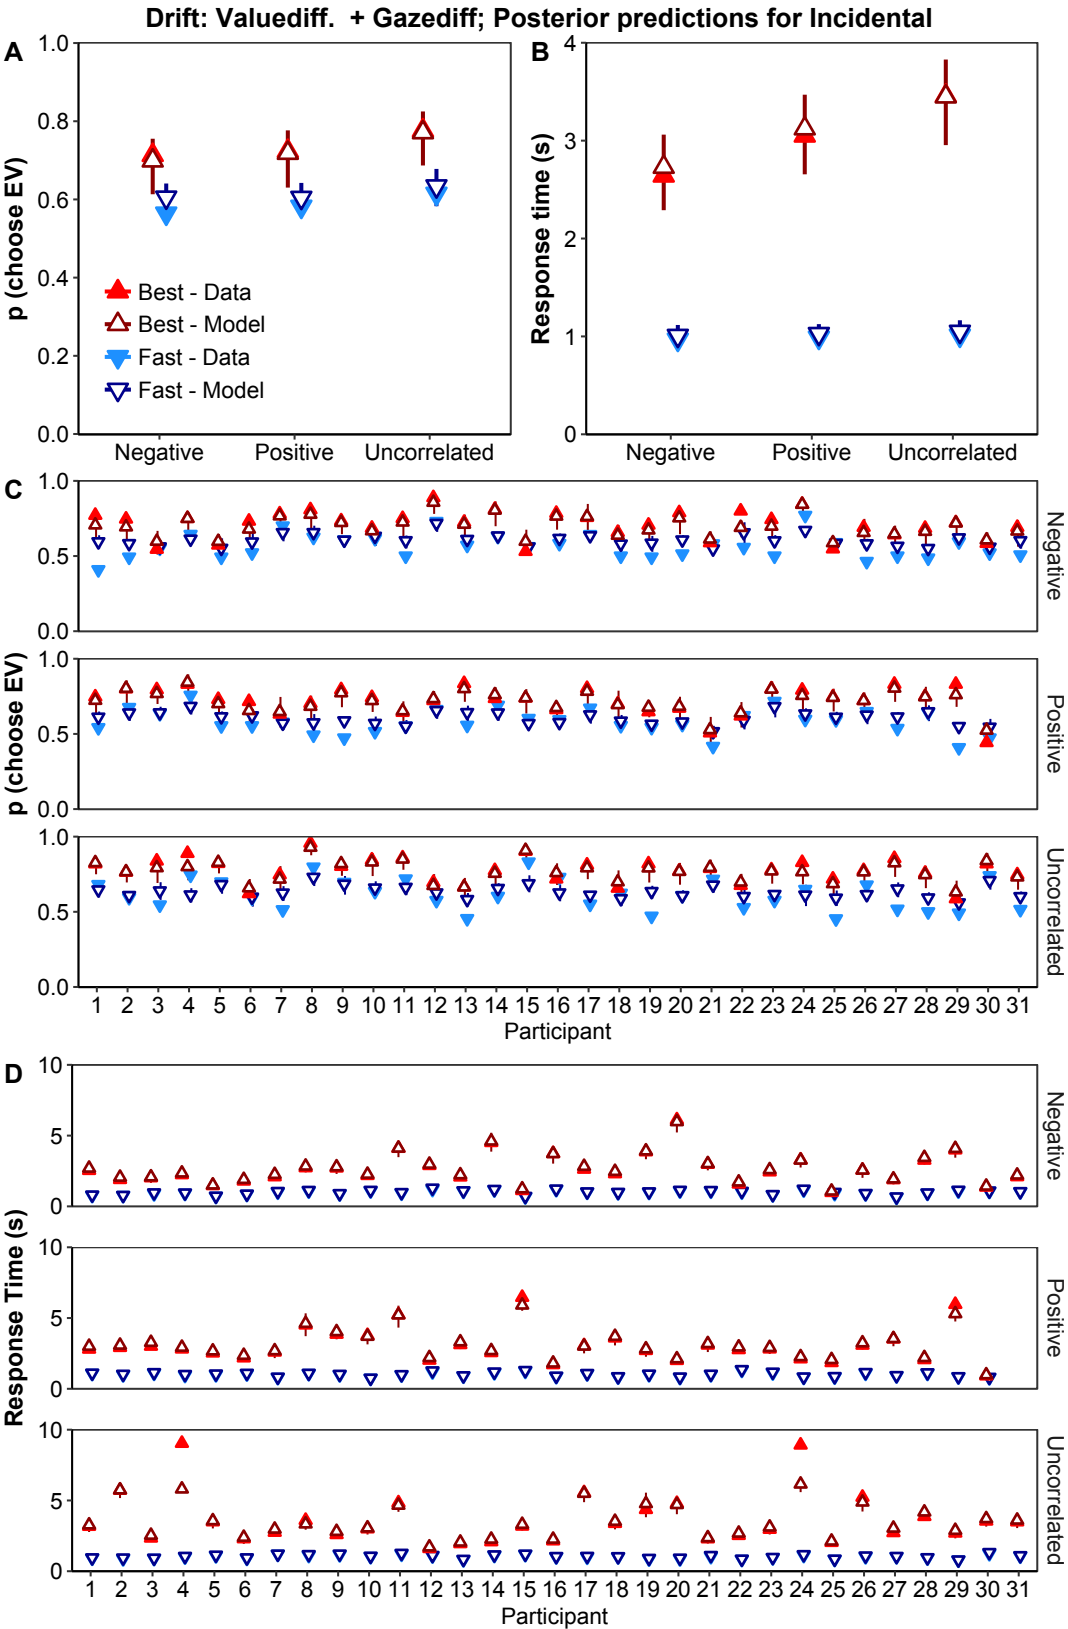 Drift: Valuediff. + Gazediff; Posterior predictions for Incidental
A
B
p (choose EV)
1.0
0.8
0.6
0.4
0.2
0.0
Best - Data
Best - Model
Fast - Data
Fast - Model
Negative Positive Uncorrelated
Response time (s)
4
3
2
1
0
Negative Positive Uncorrelated
C
p (choose EV)
1.0
0.5
0.0
Negative
1.0
0.5
0.0
Positive
1.0
0.5
0.0
Uncorrelated
1 2 3 4 5 6 7 8 9 10 11 12 13 14 15 16 17 18 19 20 21 22 23 24 25 26 27 28 29 30 31
Participant
D
Response Time (s)
10
5
0
Negative
10
5
0
Positive
10
5
0
Uncorrelated
1 2 3 4 5 6 7 8 9 10 11 12 13 14 15 16 17 18 19 20 21 22 23 24 25 26 27 28 29 30 31
Participant